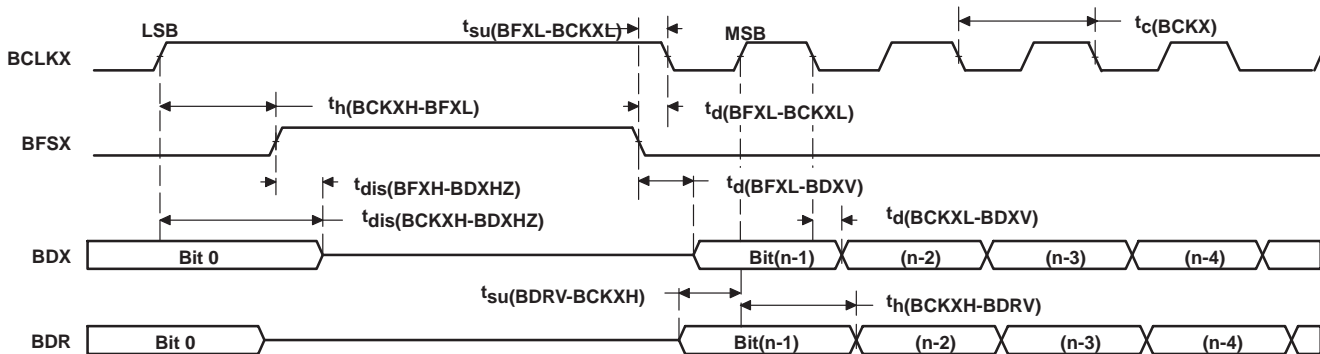 LSB
tsu(BFXL-BCKXL)
MSB
tc(BCKX)
BCLKX
th(BCKXH-BFXL)
td(BFXL-BCKXL)
BFSX
tdis(BFXH-BDXHZ)
td(BFXL-BDXV)
tdis(BCKXH-BDXHZ)
td(BCKXL-BDXV)
BDX Bit 0 Bit(n-1) (n-2) (n-3) (n-4)
tsu(BDRV-BCKXH)
th(BCKXH-BDRV)
BDR Bit 0 Bit(n-1) (n-2) (n-3) (n-4)